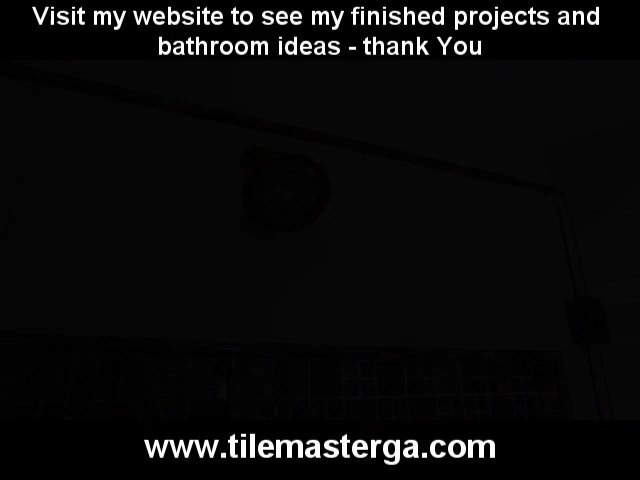 Visit my website to see my finished projects and
bathroom ideas - thank You
www.tilemasterga.com